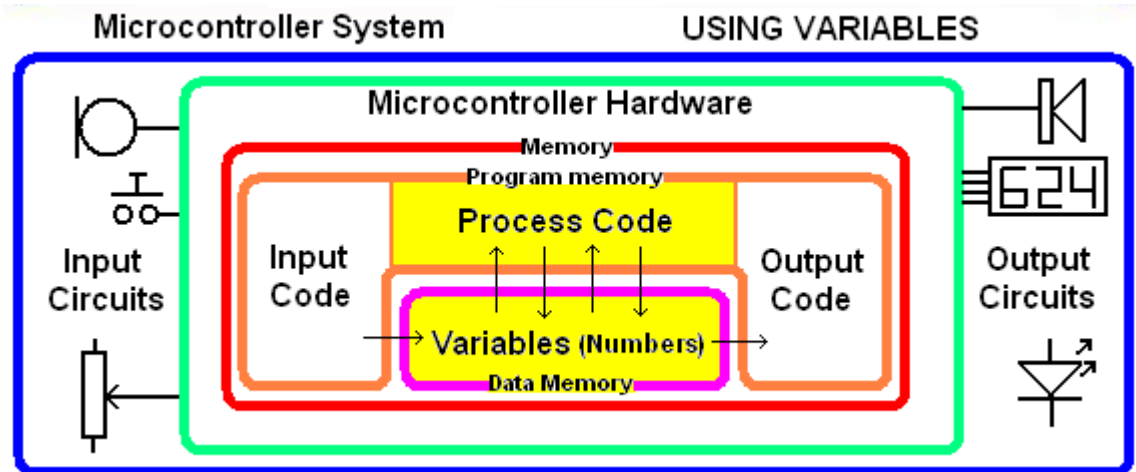 Microcontroller System
USING VARIABLES
Microcontroller Hardware
Memory
Program memory
Process Code
Input
Code
Output
Code
Variables (Numbers)
Data Memory
Input
Circuits
624
Output
Circuits